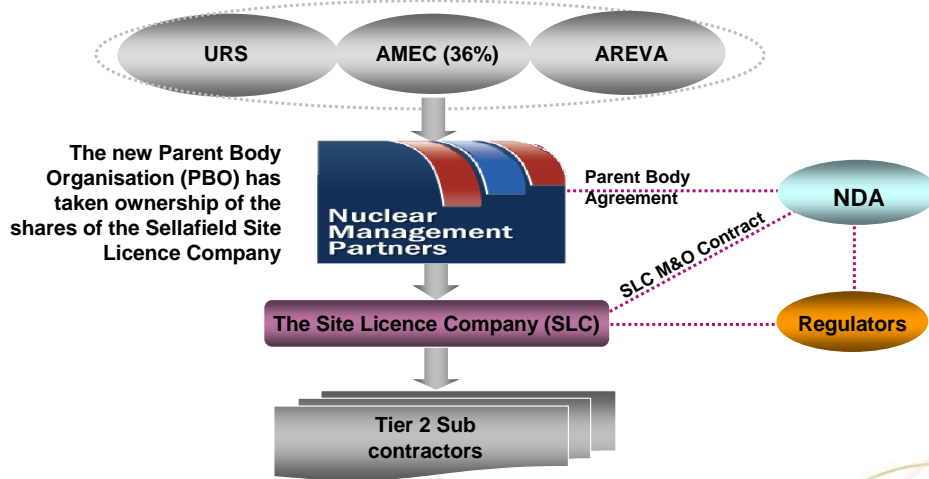 URS
AMEC (36%)
AREVA
The new Parent Body
Organisation (PBO) has
taken ownership of the
shares of the Sellafield Site
Licence Company
Nuclear
Management
Partners
Parent Body
Agreement
NDA
SLC M&O Contract
The Site Licence Company (SLC)
Regulators
Tier 2 Sub
contractors